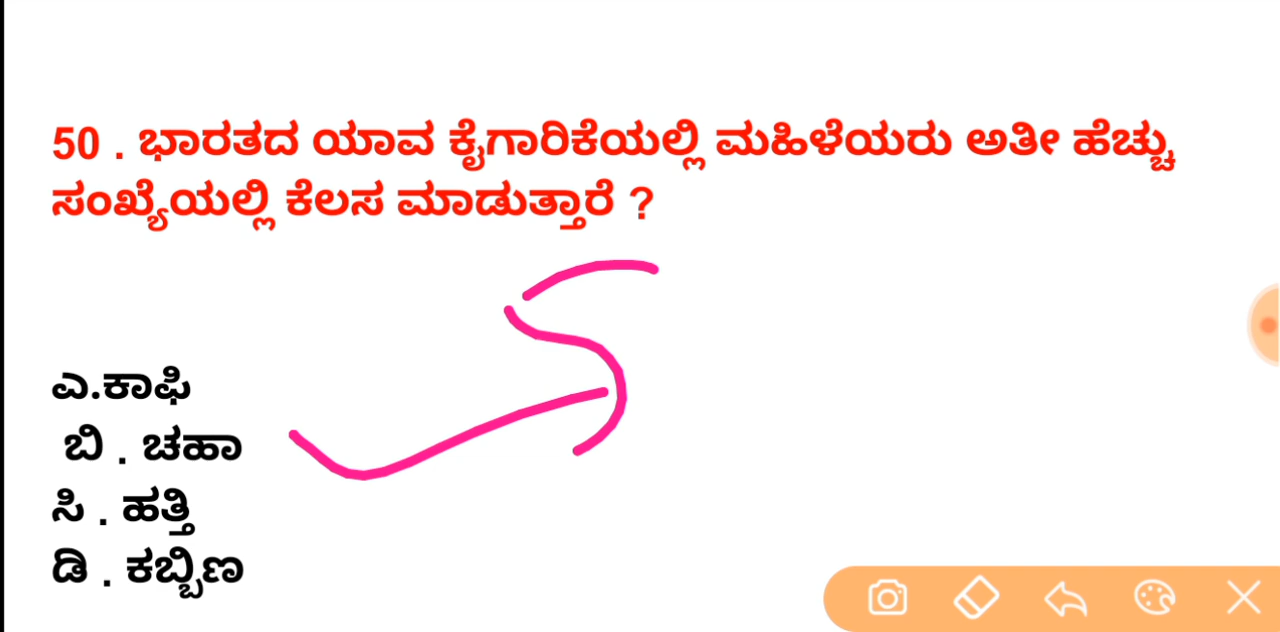 50 . ಭಾರತದ ಯಾವ ಕೈಗಾರಿಕೆಯಲ್ಲಿ ಮಹಿಳೆಯರು ಅತೀ ಹೆಚ್ಚು
ಸಂಖ್ಯೆಯಲ್ಲಿ ಕೆಲಸ ಮಾಡುತ್ತಾರೆ ?
ಎ.ಕಾಫಿ
ಬಿ . ಚಹಾ
ಸಿ . ಹತ್ತಿ
ಡಿ . ಕಬ್ಬಿಣ